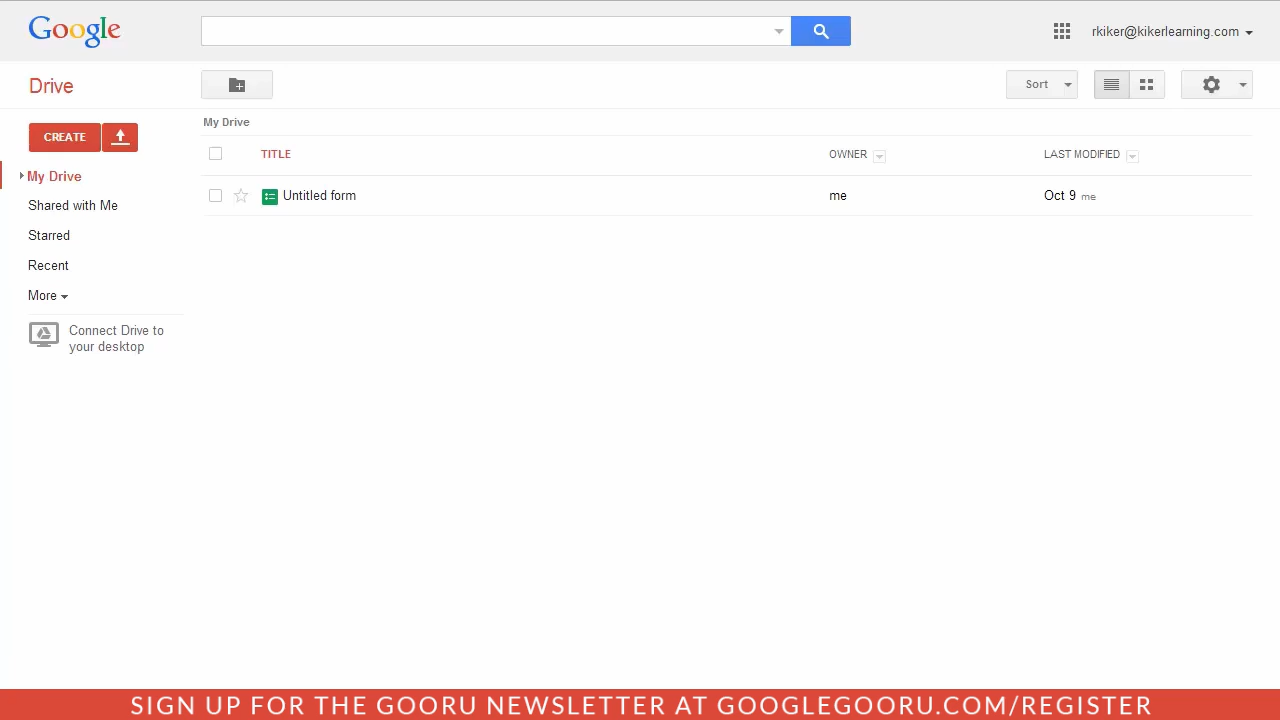 Google
rkiker@kikerlearning.com
Drive
Sort
My Drive
CREATE
TITLE
OWNER
LAST MODIFIED
My Drive
Untitled form
me
Oct 9 me
Shared with Me
Starred
Recent
More
Connect Drive to
your desktop
SIGN UP FOR THE GOORU NEWSLETTER AT GOOGLEGOORU.COM/REGISTER